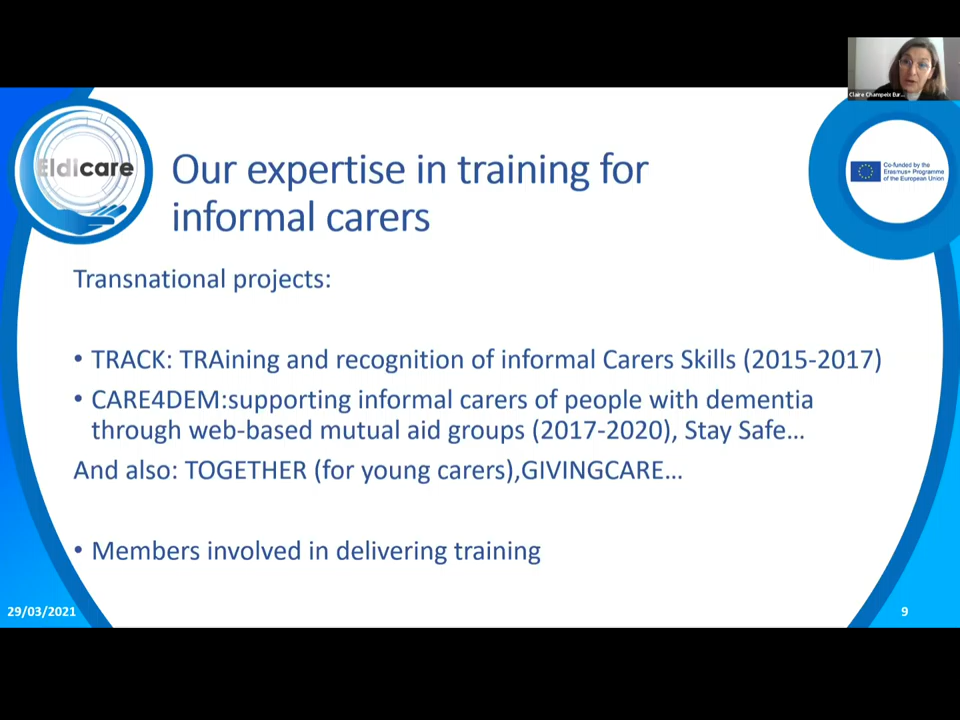 Claire Champeix Eur...
Eldicare
Co-funded by the
Erasmus+ Programme
of the European Union
Our expertise in training for
informal carers
Transnational projects:
• TRACK: TRAining and recognition of informal Carers Skills (2015-2017)
• CARE4DEM:supporting informal carers of people with dementia
through web-based mutual aid groups (2017-2020), Stay Safe…
And also: TOGETHER (for young carers),GIVINGCARE…
• Members involved in delivering training
29/03/2021
9